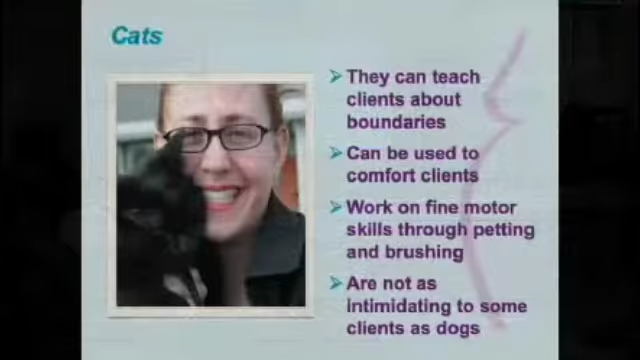 Cats
They can teach
clients about
boundaries
Can be used to
comfort clients
Work on fine motor
skills through petting
and brushing
Are not as
intimidating to some
clients as dogs